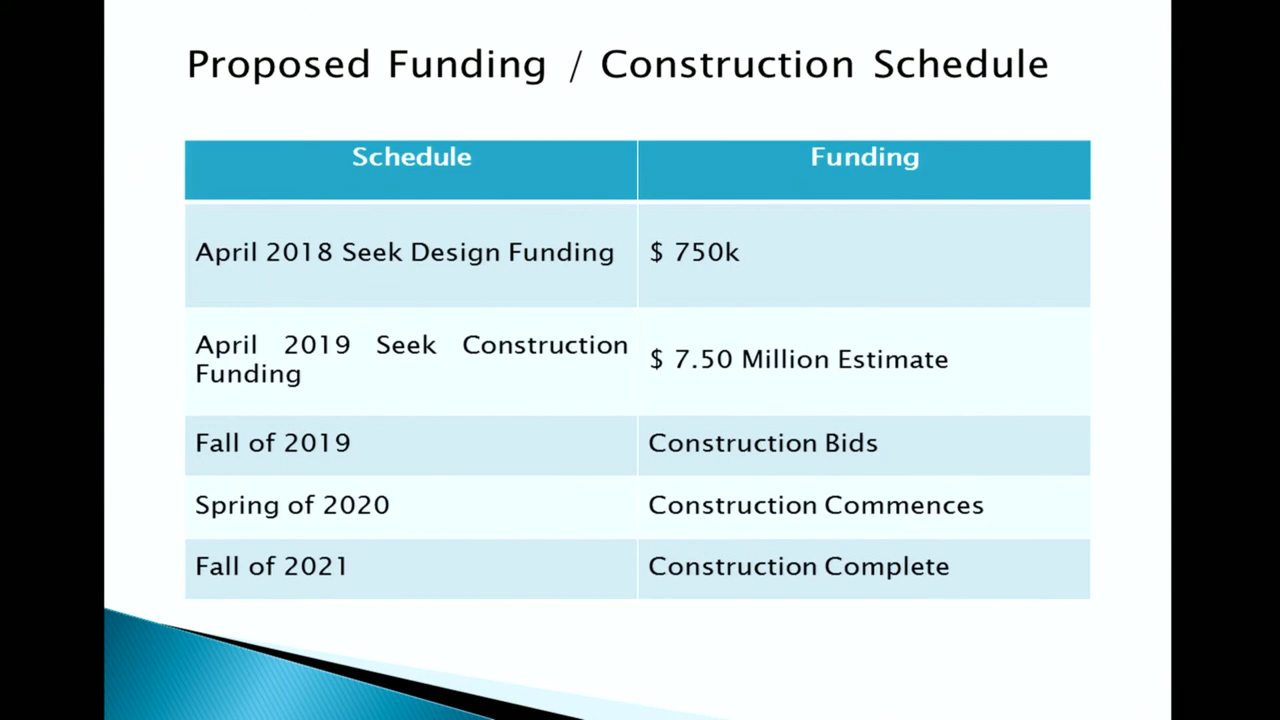 Proposed Funding / Construction Schedule
Schedule
Funding
April 2018 Seek Design Funding
$ 750k
April 2019 Seek Construction
Funding
$ 7.50 Million Estimate
Fall of 2019
Construction Bids
Spring of 2020
Construction Commences
Fall of 2021
Construction Complete